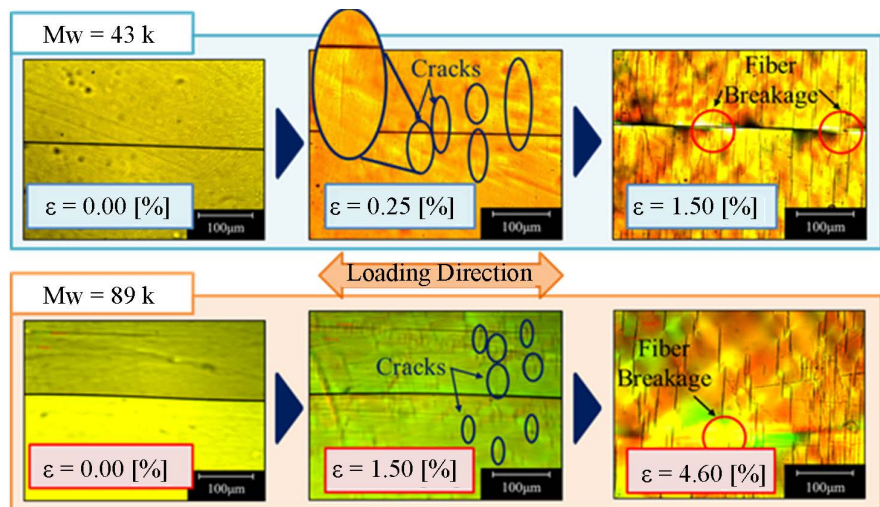 Mw = 43 k
Cracks
Fiber
Breakage
ε = 0.00 [%]
100μm
ε = 0.25 [%]
100μm
ε = 1.50 [%]
100μm
Loading Direction
Mw = 89 k
Cracks
Fiber
Breakage
ε = 0.00 [%]
100μm
ε = 1.50 [%]
100μm
ε = 4.60 [%]
100μm